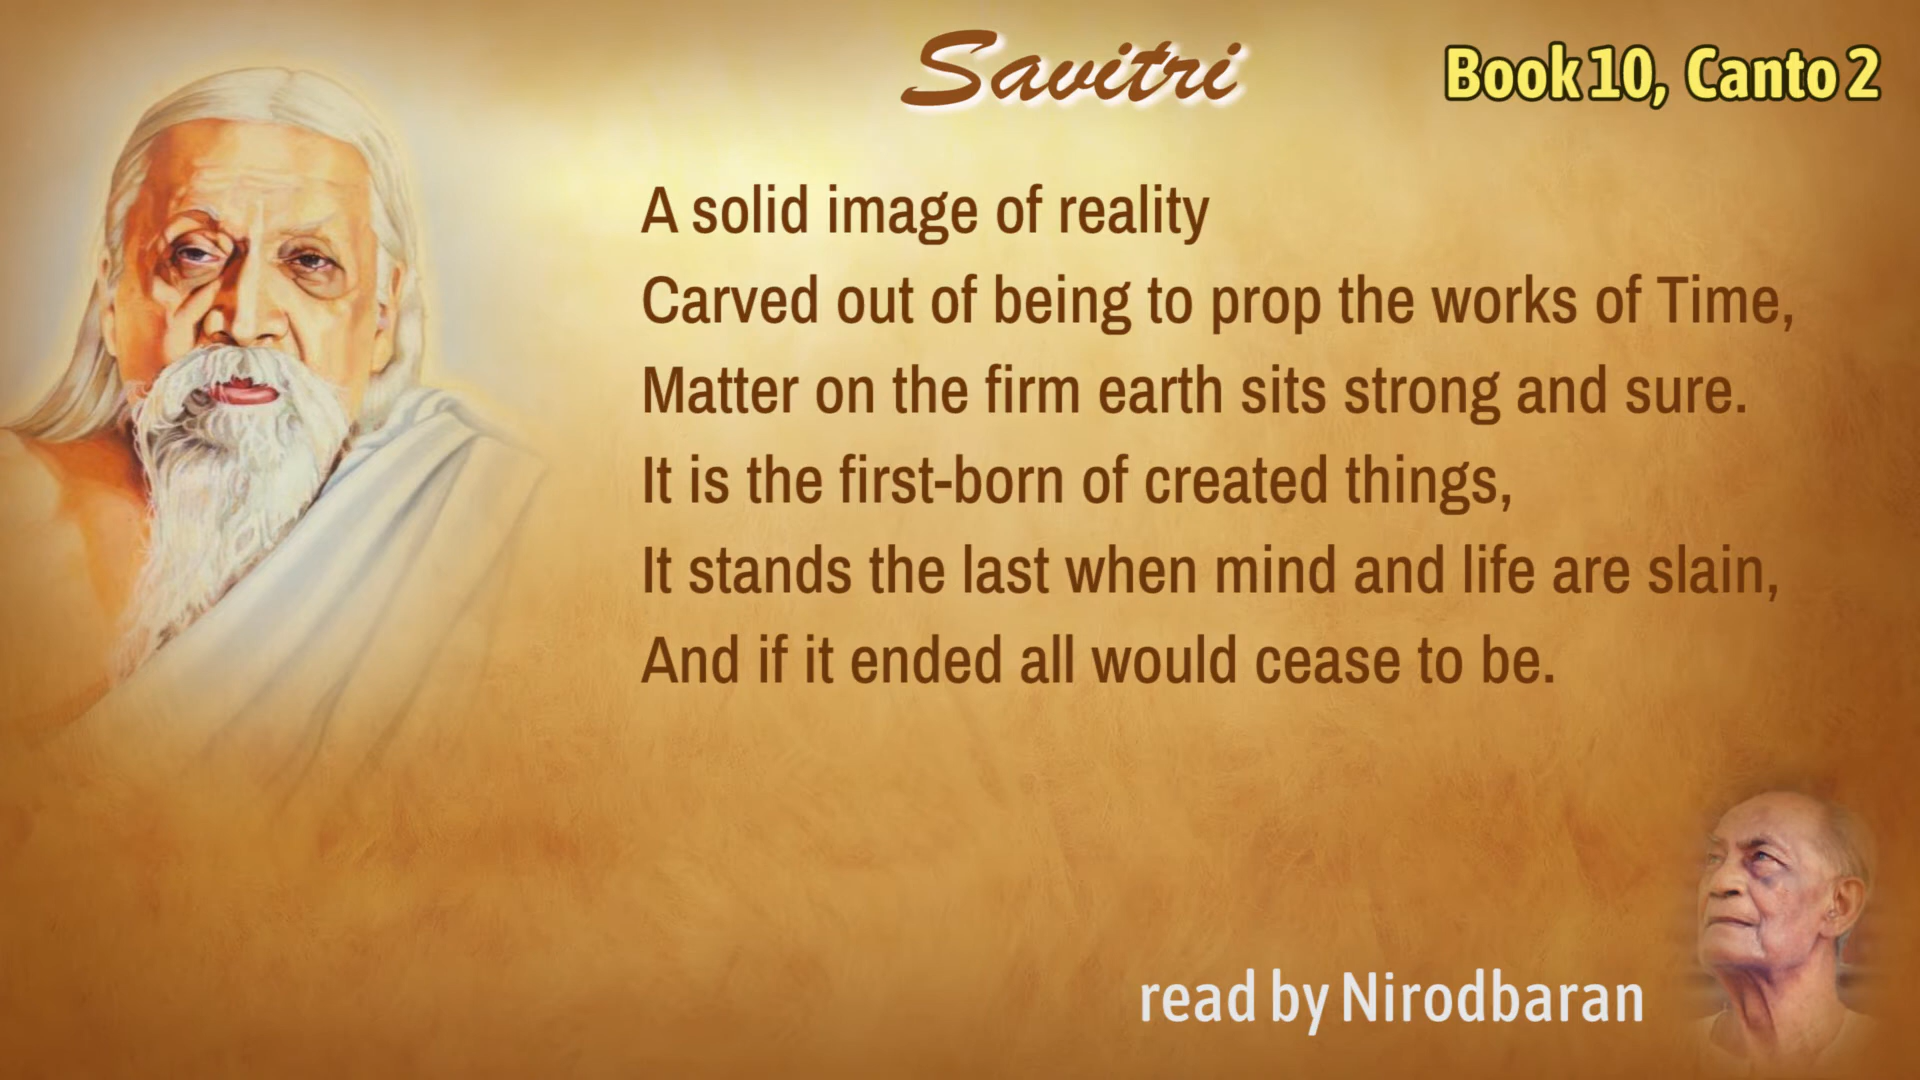 Savitri
Book 10, Canto 2
A solid image of reality
Carved out of being to prop the works of Time,
Matter on the firm earth sits strong and sure.
It is the first-born of created things,
It stands the last when mind and life are slain,
And if it ended all would cease to be.
read by Nirodbaran